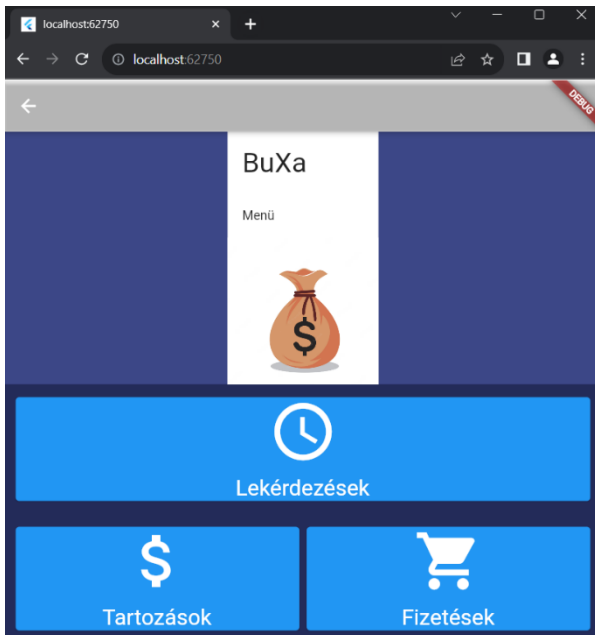 localhost:62750
localhost:62750
DEBUG
BuXa
Menü
$
Lekérdezések
$
Tartozások
Fizetések